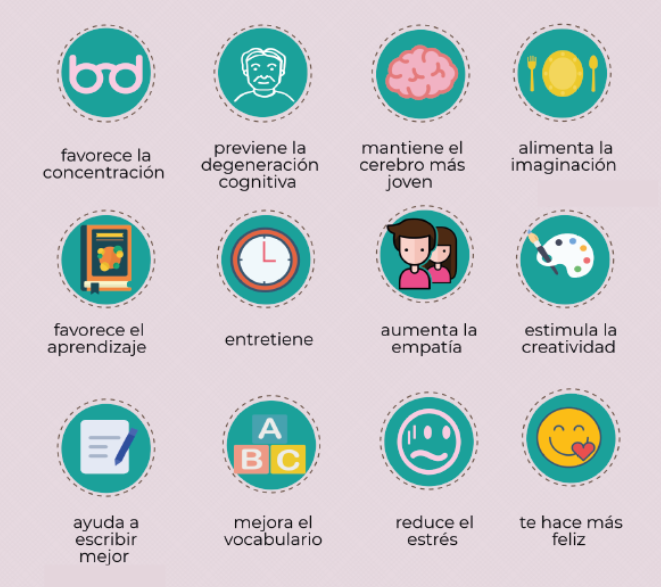 favorece la
concentración
previene la
degeneración
cognitiva
mantiene el
cerebro más
joven
alimenta la
imaginación
favorece el
aprendizaje
entretiene
aumenta la
empatía
estimula la
creatividad
A
B C
ayuda a
escribir
mejor
mejora el
vocabulario
reduce el
estrés
te hace más
feliz